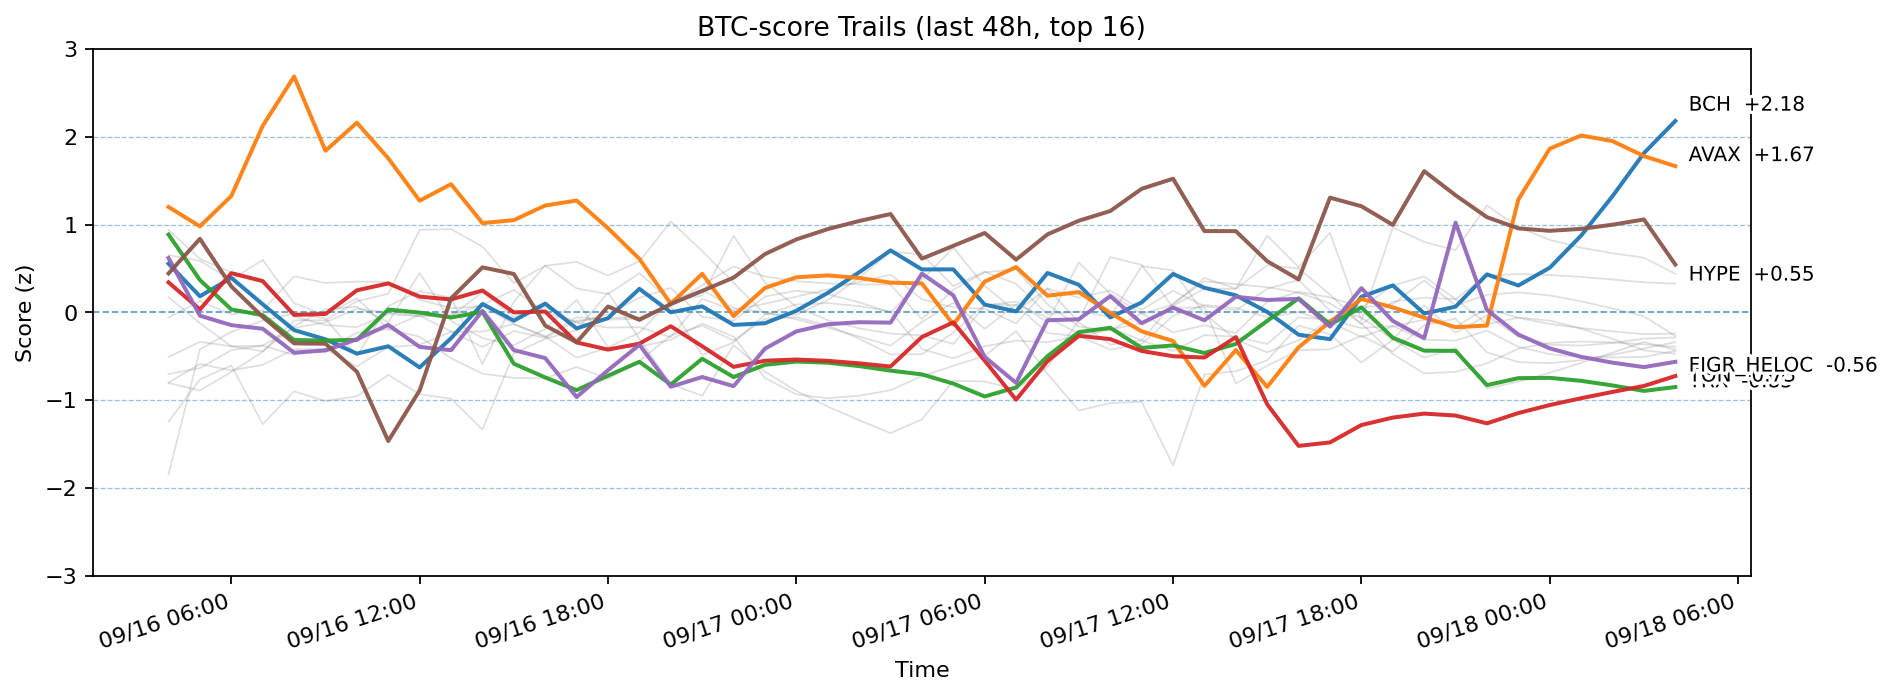 BTC-score Trails (last 48h, top 16)
Score (z)
3
2
1
0
−1
−2
−3
BCH +2.18
AVAX +1.67
HYPE +0.55
FIGR_HELOC -0.56
09/16 06:00
09/16 12:00
09/16 18:00
09/17 00:00
09/17 06:00
09/17 12:00
09/17 18:00
09/18 00:00
09/18 06:00
Time